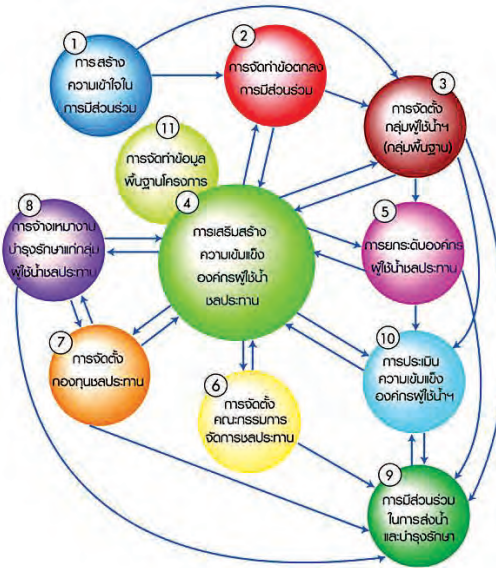 1
การสร้าง
ความเข้าใจใน
การมีส่วนร่วม
2
การจัดทำข้อตกลง
การมีส่วนร่วม
3
การจัดตั้ง
กลุ่มผู้ใช้น้ำฯ
(กลุ่มพื้นฐาน)
11
การจัดทำข้อมูล
พื้นฐานโครงการ
4
การเสริมสร้าง
ความเข้มแข็ง
องค์กรผู้ใช้น้ำ
ชลประทาน
8
การจ้างเหมางาน
บำรุงรักษาแก่กลุ่ม
ผู้ใช้น้ำชลประทาน
5
การยกระดับองค์กร
ผู้ใช้น้ำชลประทาน
7
การจัดตั้ง
กองทุนชลประทาน
6
การจัดตั้ง
คณะกรรมการ
จัดการชลประทาน
10
การประเมิน
ความเข้มแข็ง
องค์กรผู้ใช้น้ำฯ
9
การมีส่วนร่วม
ในการส่งน้ำ
และบำรุงรักษา